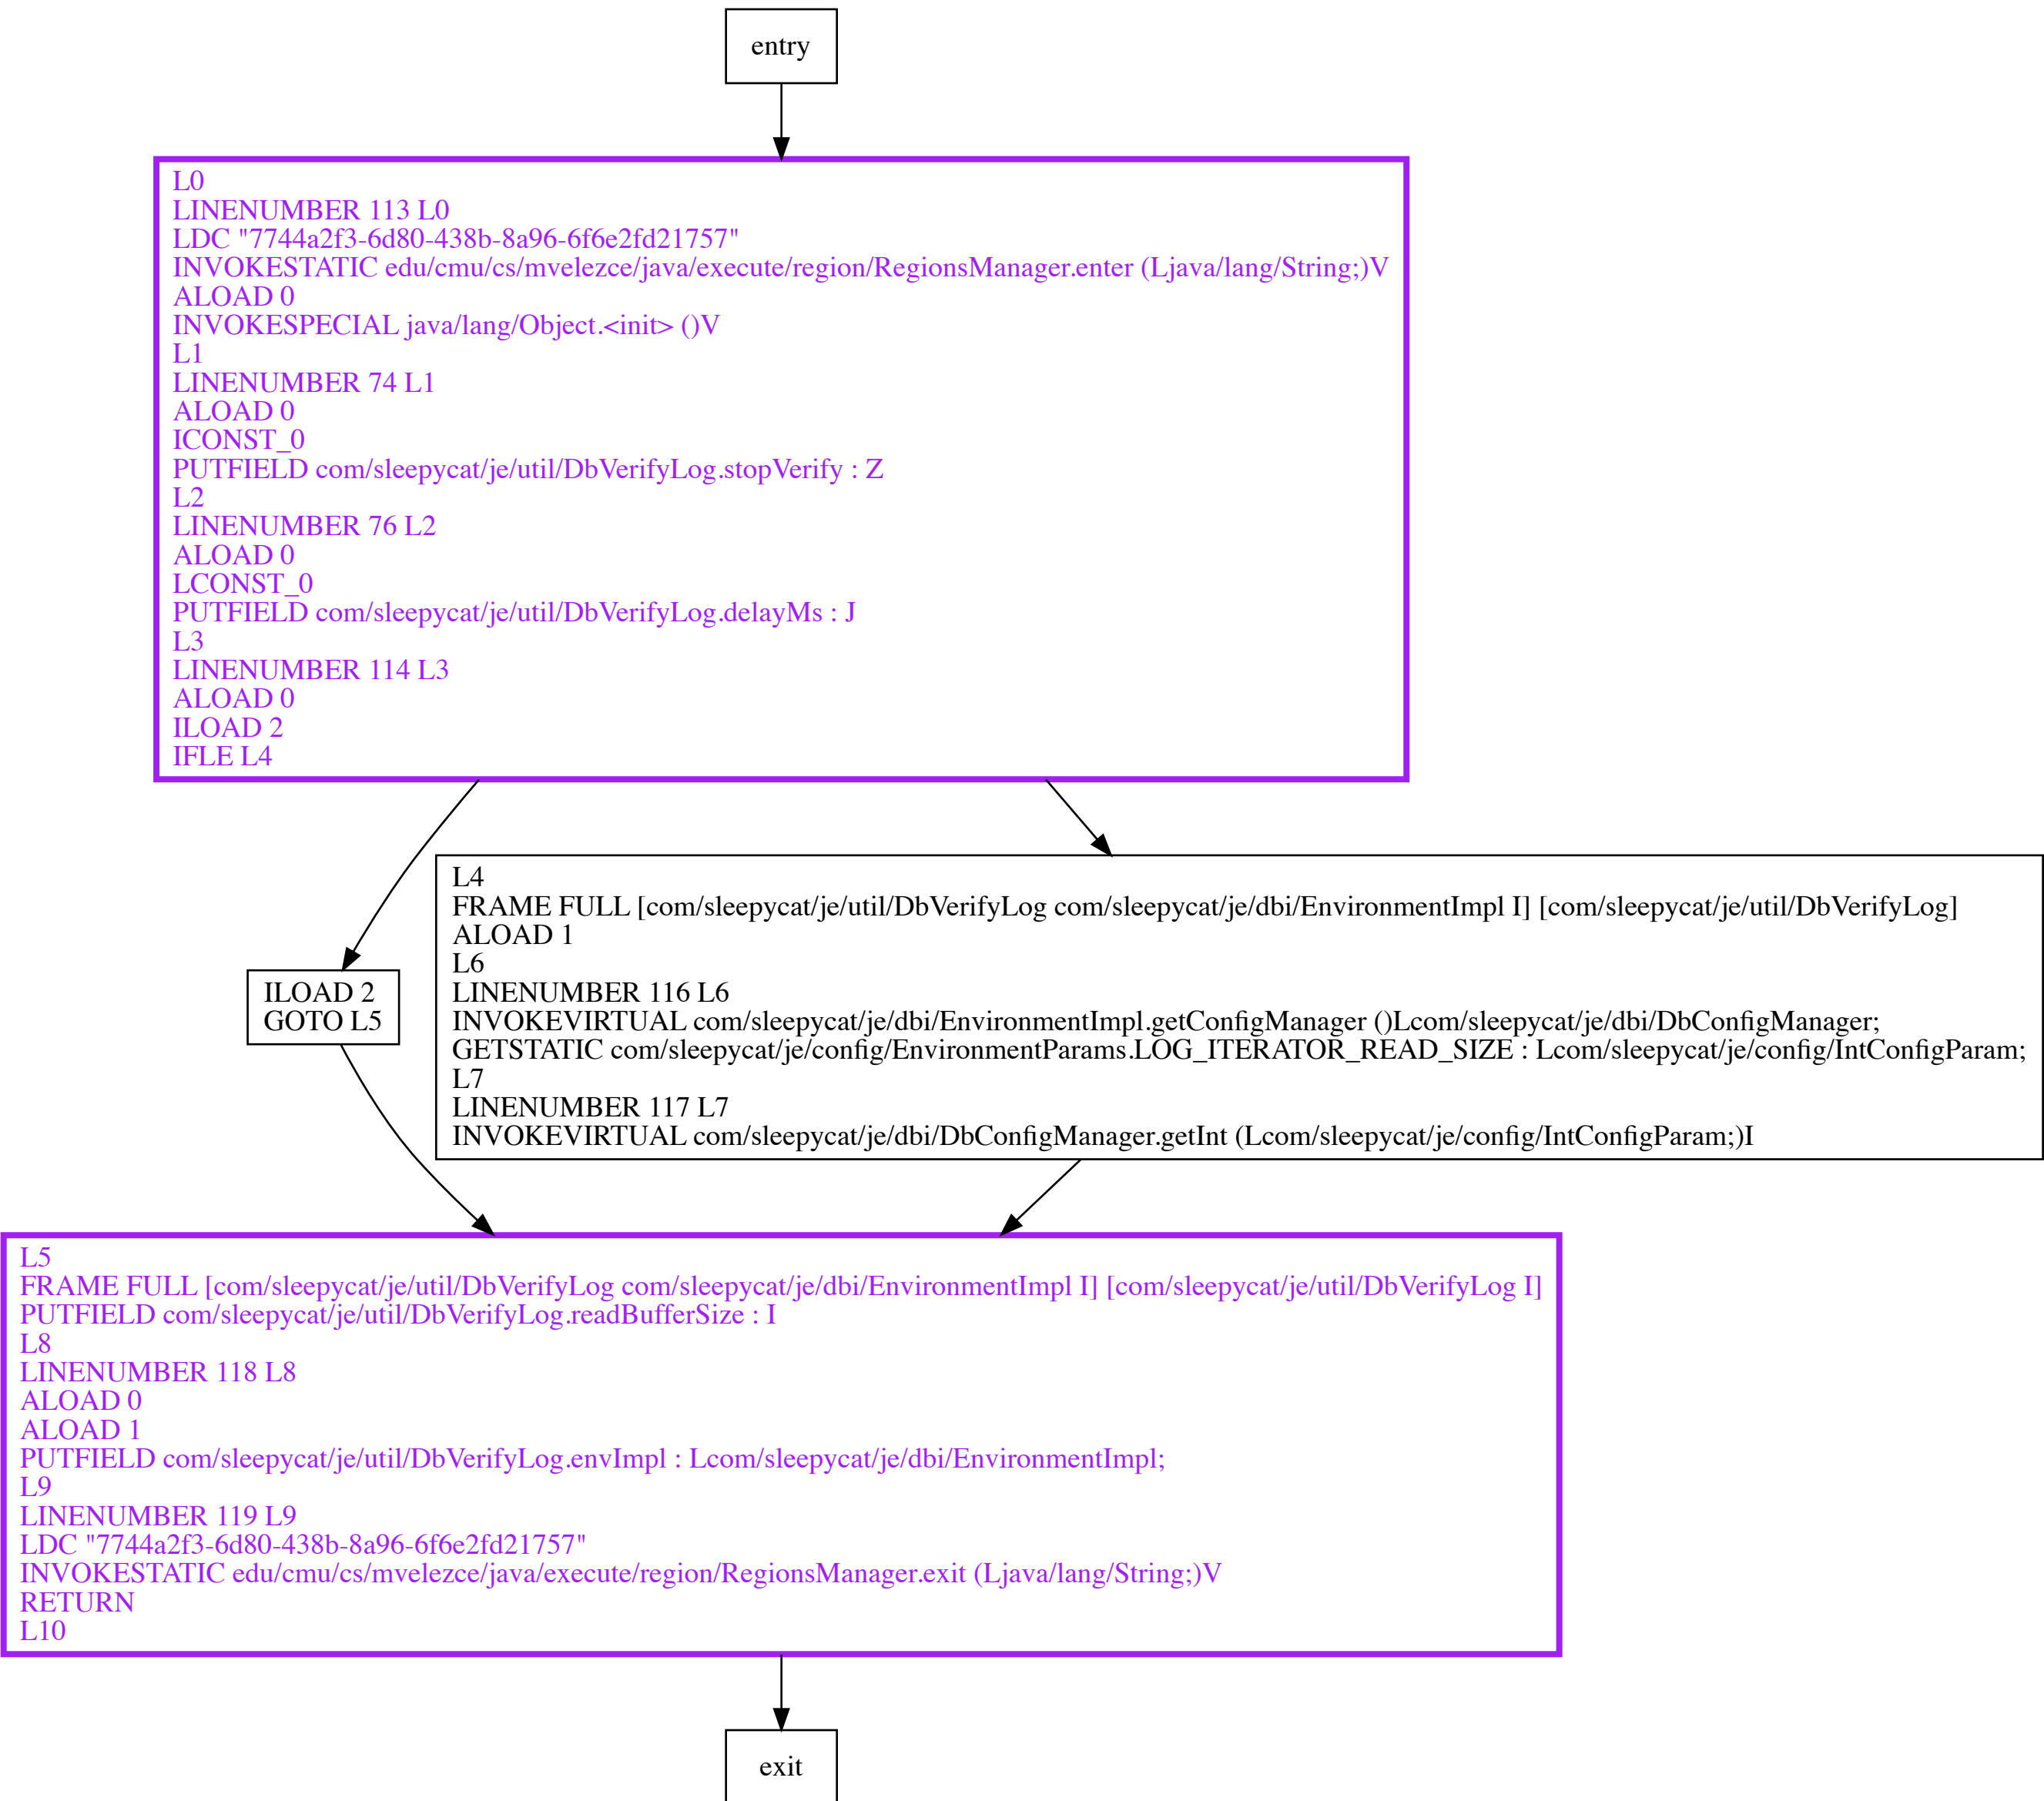 entry
L0
LINENUMBER 113 L0
LDC "7744a2f3-6d80-438b-8a96-6f6e2fd21757"
INVOKESTATIC edu/cmu/cs/mvelezce/java/execute/region/RegionsManager.enter (Ljava/lang/String;)V
ALOAD 0
INVOKESPECIAL java/lang/Object.<init> ()V
L1
LINENUMBER 74 L1
ALOAD 0
ICONST_0
PUTFIELD com/sleepycat/je/util/DbVerifyLog.stopVerify : Z
L2
LINENUMBER 76 L2
ALOAD 0
LCONST_0
PUTFIELD com/sleepycat/je/util/DbVerifyLog.delayMs : J
L3
LINENUMBER 114 L3
ALOAD 0
ILOAD 2
IFLE L4
ILOAD 2
GOTO L5
L4
FRAME FULL [com/sleepycat/je/util/DbVerifyLog com/sleepycat/je/dbi/EnvironmentImpl I] [com/sleepycat/je/util/DbVerifyLog]
ALOAD 1
L6
LINENUMBER 116 L6
INVOKEVIRTUAL com/sleepycat/je/dbi/EnvironmentImpl.getConfigManager ()Lcom/sleepycat/je/dbi/DbConfigManager;
GETSTATIC com/sleepycat/je/config/EnvironmentParams.LOG_ITERATOR_READ_SIZE : Lcom/sleepycat/je/config/IntConfigParam;
L7
LINENUMBER 117 L7
INVOKEVIRTUAL com/sleepycat/je/dbi/DbConfigManager.getInt (Lcom/sleepycat/je/config/IntConfigParam;)I
L5
FRAME FULL [com/sleepycat/je/util/DbVerifyLog com/sleepycat/je/dbi/EnvironmentImpl I] [com/sleepycat/je/util/DbVerifyLog I]
PUTFIELD com/sleepycat/je/util/DbVerifyLog.readBufferSize : I
L8
LINENUMBER 118 L8
ALOAD 0
ALOAD 1
PUTFIELD com/sleepycat/je/util/DbVerifyLog.envImpl : Lcom/sleepycat/je/dbi/EnvironmentImpl;
L9
LINENUMBER 119 L9
LDC "7744a2f3-6d80-438b-8a96-6f6e2fd21757"
INVOKESTATIC edu/cmu/cs/mvelezce/java/execute/region/RegionsManager.exit (Ljava/lang/String;)V
RETURN
L10
exit